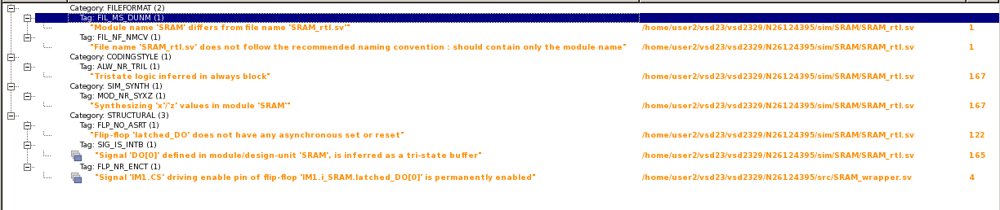 Category: FILEFORMAT (2)
Tag: FIL_MS_DUNM (1)
"Module name 'SRAM' differs from file name 'SRAM_rtl.sv'" /home/user2/vsd23/vsd2329/N26124395/sim/SRAM/SRAM_rtl.sv 1
Tag: FIL_NF_NMCV (1)
"File name 'SRAM_rtl.sv' does not follow the recommended naming convention : should contain only the module name" /home/user2/vsd23/vsd2329/N26124395/sim/SRAM/SRAM_rtl.sv 1
Category: CODINGSTYLE (1)
Tag: ALW_NR_TRIL (1)
"Tristate logic inferred in always block" /home/user2/vsd23/vsd2329/N26124395/sim/SRAM/SRAM_rtl.sv 167
Category: SIM_SYNTH (1)
Tag: MOD_NR_SYXZ (1)
"Synthesizing 'x'/'z' values in module 'SRAM'" /home/user2/vsd23/vsd2329/N26124395/sim/SRAM/SRAM_rtl.sv 167
Category: STRUCTURAL (3)
Tag: FLP_NO_ASRT (1)
"Flip-flop 'latched_DO' does not have any asynchronous set or reset" /home/user2/vsd23/vsd2329/N26124395/sim/SRAM/SRAM_rtl.sv 122
Tag: SIG_IS_INTB (1)
"Signal 'DO[0]' defined in module/design-unit 'SRAM', is inferred as a tri-state buffer" /home/user2/vsd23/vsd2329/N26124395/sim/SRAM/SRAM_rtl.sv 165
Tag: FLP_NR_ENCT (1)
"Signal 'IM1.CS' driving enable pin of flip-flop 'IM1.i_SRAM.latched_DO[0]' is permanently enabled" /home/user2/vsd23/vsd2329/N26124395/src/SRAM_wrapper.sv 4